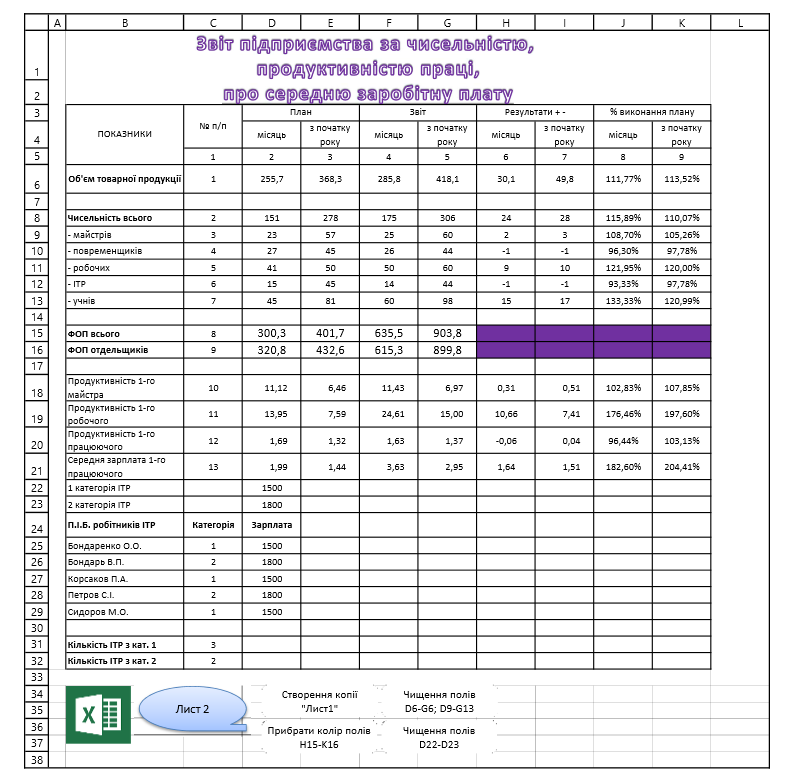 A B C D E F G H I J K L
Звіт підприємства за чисельністю,
1 продуктивністю праці,
2 про середню заробітну плату
3 ПОКАЗНИКИ № п/п План Звіт Результати + - % виконання плану
4 місяць з початку року місяць з початку року місяць з початку року місяць з початку року
5 1 2 3 4 5 6 7 8 9
6 Об'єм товарної продукції 1 255,7 368,3 285,8 418,1 30,1 49,8 111,77% 113,52%
7
8 Чисельність всього 2 151 278 175 306 24 28 115,89% 110,07%
9 - майстрів 3 23 57 25 60 2 3 108,70% 105,26%
10 - повременщиків 4 27 45 26 44 -1 -1 96,30% 97,78%
11 - робочих 5 41 50 50 60 9 10 121,95% 120,00%
12 - ІТР 6 15 45 14 44 -1 -1 93,33% 97,78%
13 - учнів 7 45 81 60 98 15 17 133,33% 120,99%
14
15 ФОП всього 8 300,3 401,7 635,5 903,8
16 ФОП отдельщиків 9 320,8 432,6 615,3 899,8
17
18 Продуктивність 1-го майстра 10 11,12 6,46 11,43 6,97 0,31 0,51 102,83% 107,85%
19 Продуктивність 1-го робочого 11 13,95 7,59 24,61 15,00 10,66 7,41 176,46% 197,60%
20 Продуктивність 1-го працюючого 12 1,69 1,32 1,63 1,37 -0,06 0,04 96,44% 103,13%
21 Середня зарплата 1-го працюючого 13 1,99 1,44 3,63 2,95 1,64 1,51 182,60% 204,41%
22 1 категорія ІТР 1500
23 2 категорія ІТР 1800
24 П.І.Б. робітників ІТР Категорія Зарплата
25 Бондаренко О.О. 1 1500
26 Бондарь В.П. 2 1800
27 Корсаков П.А. 1 1500
28 Петров С.І. 2 1800
29 Сидоров М.О. 1 1500
30
31 Кількість ІТР з кат. 1 3
32 Кількість ІТР з кат. 2 2
33
34 Створення копії Чищення полів
35 X Лист 2 "Лист1" D6-G6; D9-G13
36 Прибрати колір полів Чищення полів
37 H15-K16 D22-D23
38